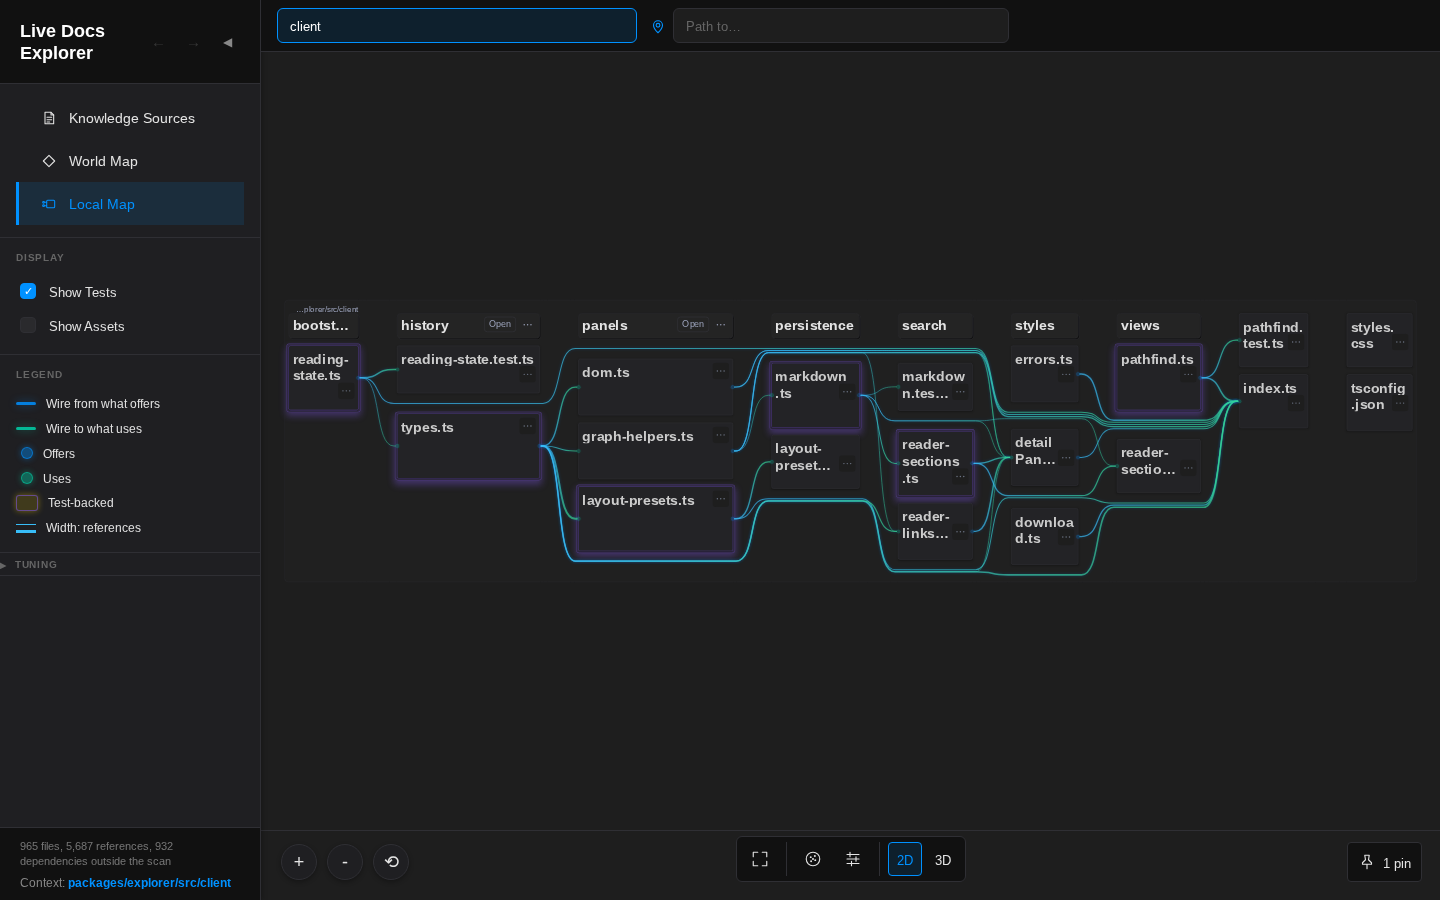 Live Docs
Explorer
← → ◀
client
Path to...
Knowledge Sources
World Map
Local Map
DISPLAY
✓ Show Tests
Show Assets
LEGEND
Wire from what offers
Wire to what uses
Offers
Uses
Test-backed
Width: references
▶ TUNING
965 files, 5,687 references, 932
dependencies outside the scan
Context: packages/explorer/src/client
...plorer/src/client
bootst...
reading-
state.ts
...
history
Open
...
reading-state.test.ts
...
types.ts
...
panels
Open
...
dom.ts
...
graph-helpers.ts
...
layout-presets.ts
...
persistence
markdown
.ts
...
layout-
preset...
...
search
markdow
n.tes...
...
reader-
sections
.ts
...
reader-
links...
...
styles
errors.ts
...
detail
Pan...
...
downloa
d.ts
...
views
pathfind.ts
...
reader-
sectio...
...
pathfind.
test.ts
...
index.ts
...
styles.
css
...
tsconfig
.json
...
+
-
⟲
2D
3D
1 pin